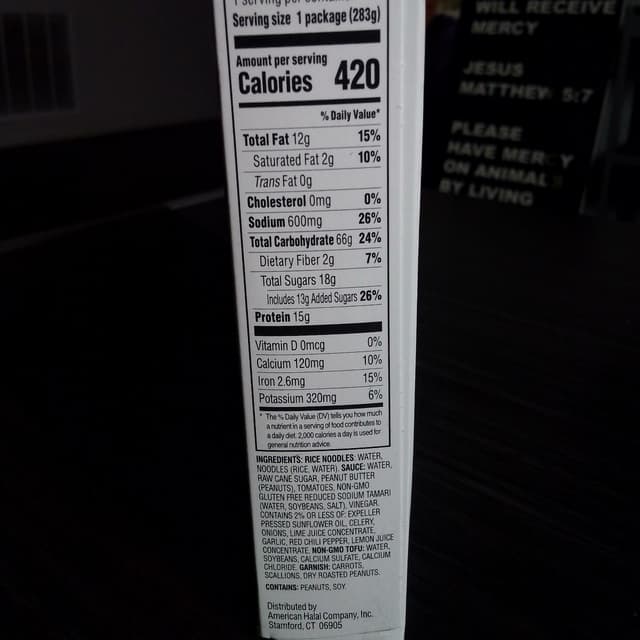 Serving size 1 package (283g)
Amount per serving
Calories 420
% Daily Value*
Total Fat 12g 15%
Saturated Fat 2g 10%
Trans Fat 0g
Cholesterol 0mg 0%
Sodium 600mg 26%
Total Carbohydrate 66g 24%
Dietary Fiber 2g 7%
Total Sugars 18g
Includes 13g Added Sugars 26%
Protein 15g
Vitamin D 0mcg 0%
Calcium 120mg 10%
Iron 2.6mg 15%
Potassium 320mg 6%
* The % Daily Value (DV) tells you how much
a nutrient in a serving of food contributes to
a daily diet. 2,000 calories a day is used for
general nutrition advice.
INGREDIENTS: RICE NOODLES: WATER,
NOODLES (RICE, WATER). SAUCE: WATER,
RAW CANE SUGAR, PEANUT BUTTER
(PEANUTS), TOMATOES, NON-GMO
GLUTEN FREE REDUCED SODIUM TAMARI
(WATER, SOYBEANS, SALT), VINEGAR.
CONTAINS 2% OR LESS OF: EXPELLER
PRESSED SUNFLOWER OIL, CELERY,
ONIONS, LIME JUICE CONCENTRATE,
GARLIC, RED CHILI PEPPER, LEMON JUICE
CONCENTRATE. NON-GMO TOFU: WATER,
SOYBEANS, CALCIUM SULFATE, CALCIUM
CHLORIDE. GARNISH: CARROTS,
SCALLIONS, DRY ROASTED PEANUTS.
CONTAINS: PEANUTS, SOY.
Distributed by
American Halal Company, Inc.
Stamford, CT 06905
WILL RECEIVE
MERCY
JESUS
MATTHEW 5:7
PLEASE
HAVE MERCY
ON ANIMALS
BY LIVING